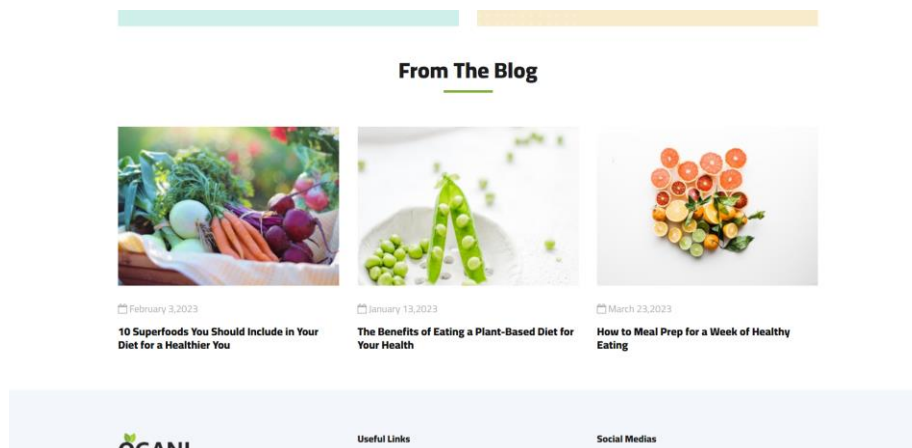 From The Blog
February 3,2023
January 13,2023
March 23,2023
10 Superfoods You Should Include in Your
Diet for a Healthier You
The Benefits of Eating a Plant-Based Diet for
Your Health
How to Meal Prep for a Week of Healthy
Eating
OGANI
Useful Links
Social Medias